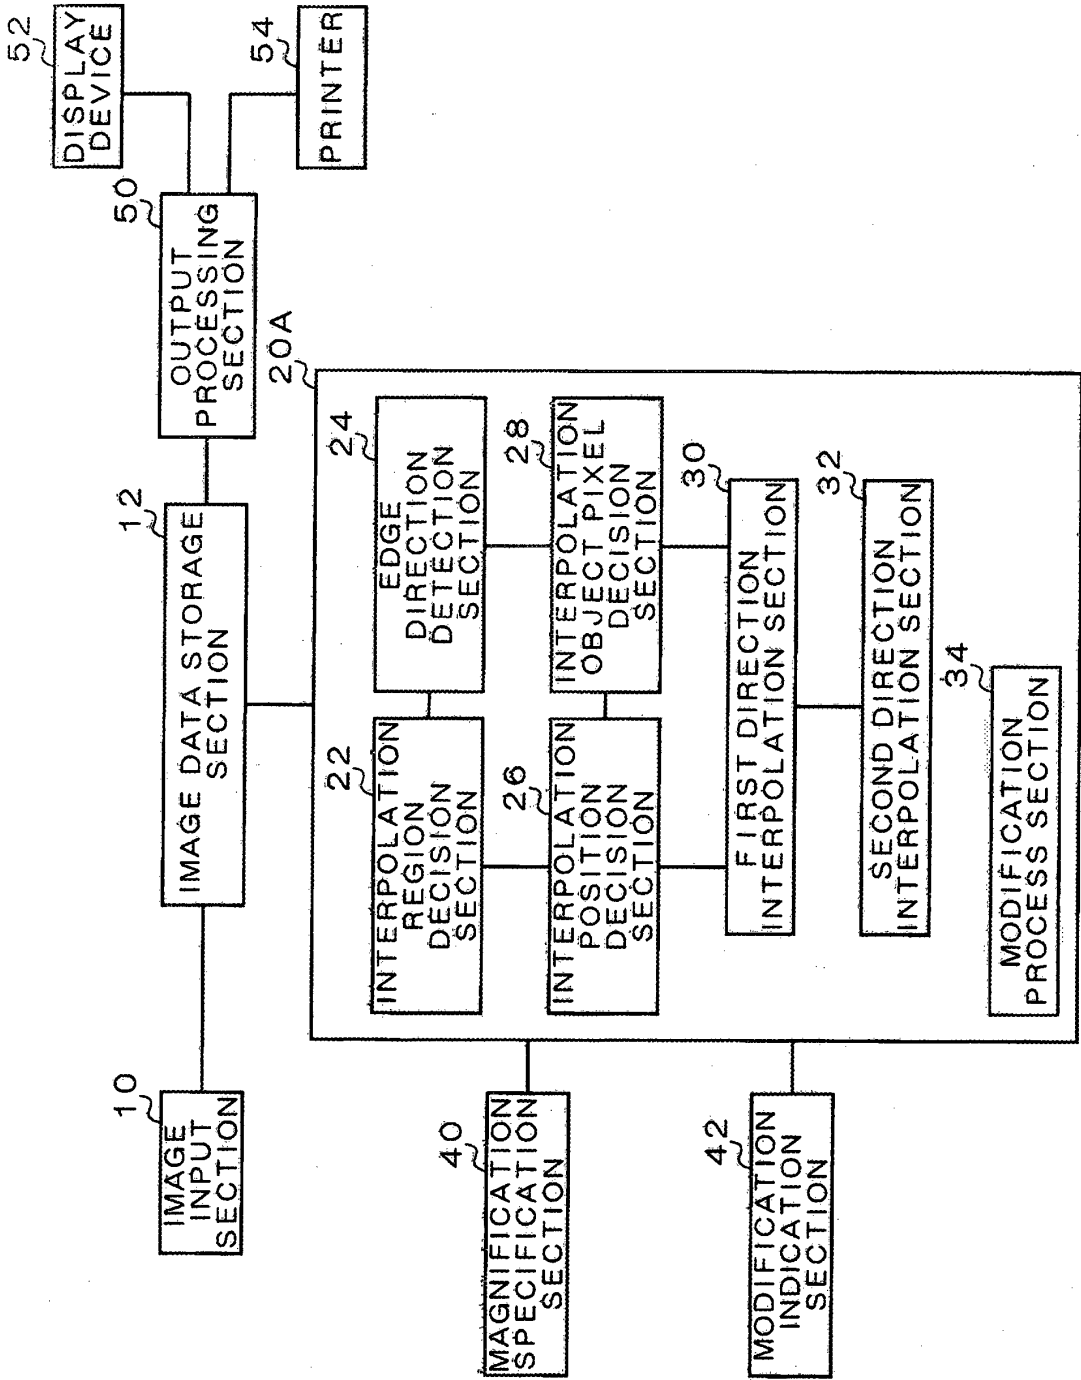 10
IMAGE
INPUT
SECTION
12
IMAGE DATA STORAGE
SECTION
50
OUTPUT
PROCESSING
SECTION
52
DISPLAY
DEVICE
54
PRINTER
20A
22
INTERPOLATION
REGION
DECISION
SECTION
24
EDGE
DIRECTION
DETECTION
SECTION
26
INTERPOLATION
POSITION
DECISION
SECTION
28
INTERPOLATION
OBJECT PIXEL
DECISION
SECTION
30
FIRST DIRECTION
INTERPOLATION SECTION
32
SECOND DIRECTION
INTERPOLATION SECTION
34
MODIFICATION
PROCESS SECTION
40
MAGNIFICATION
SPECIFICATION
SECTION
42
MODIFICATION
INDICATION
SECTION